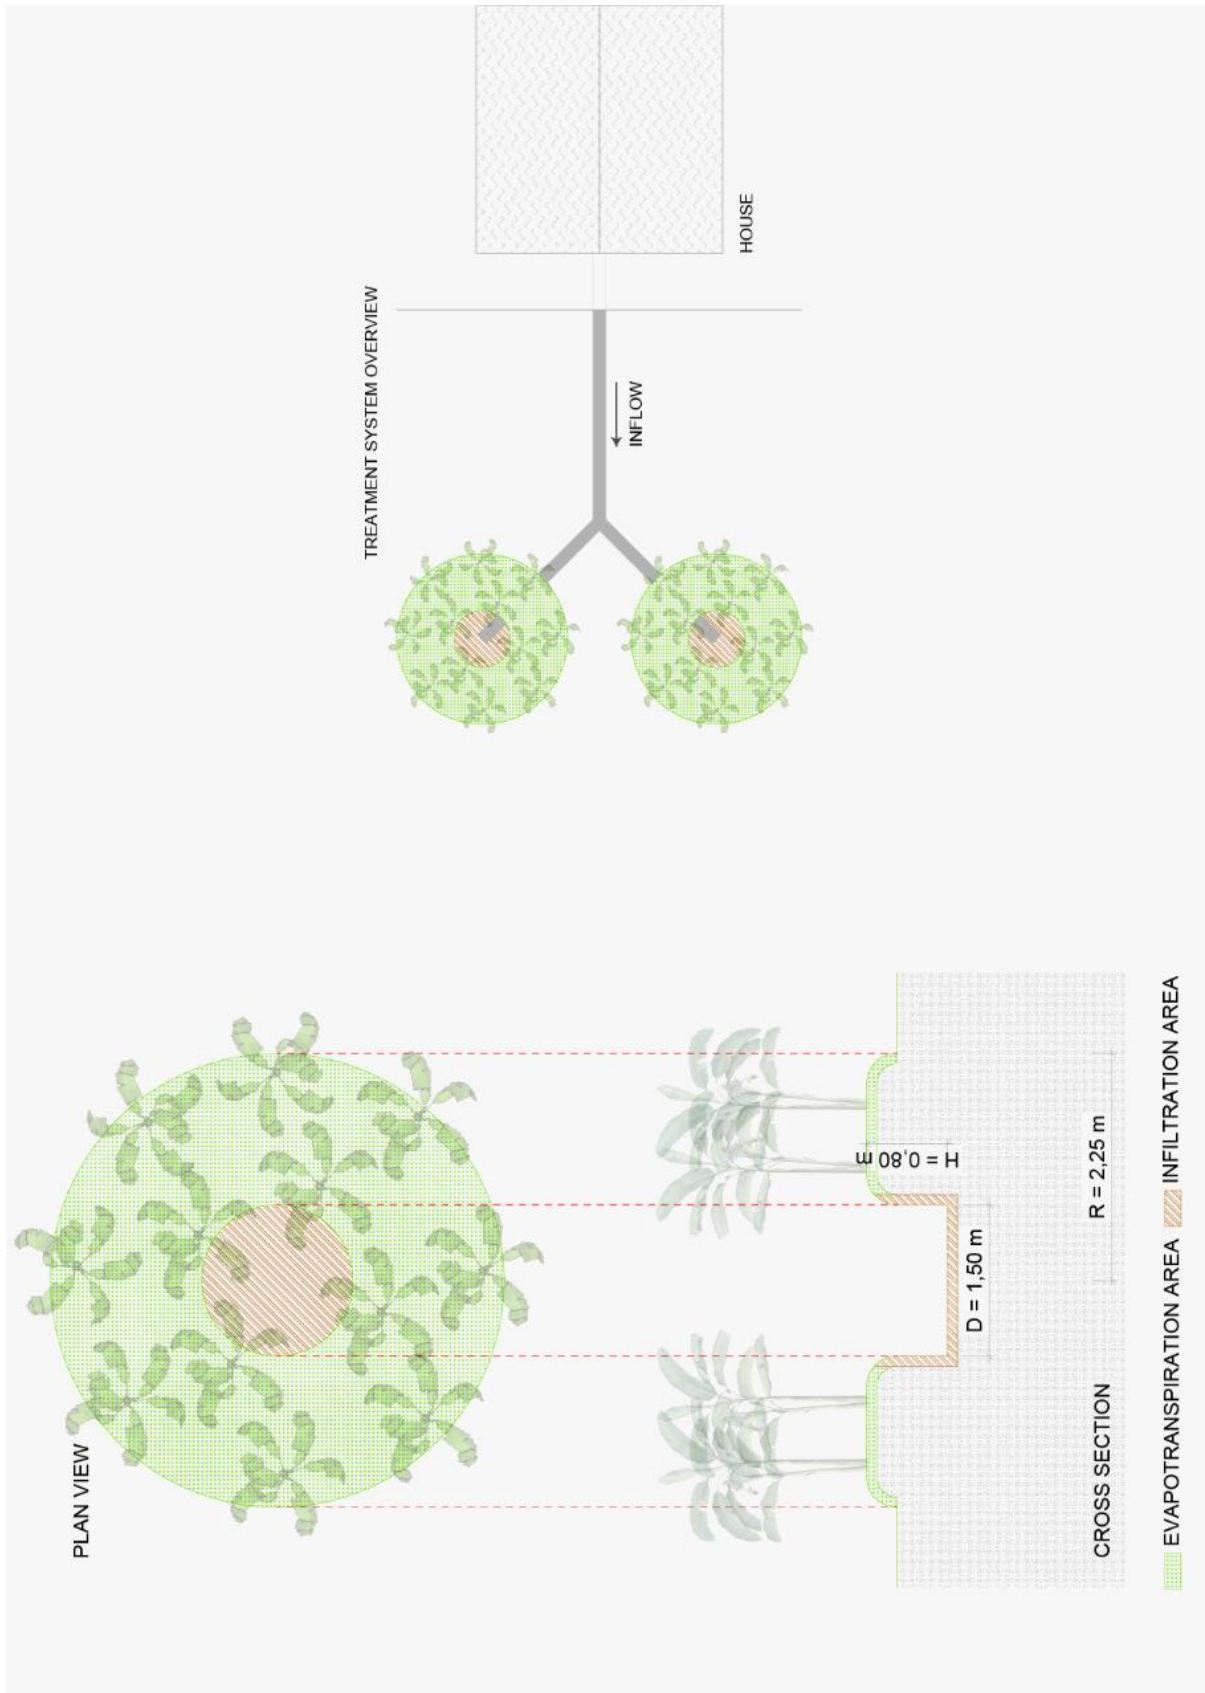 PLAN VIEW
TREATMENT SYSTEM OVERVIEW
INFLOW
HOUSE
H = 0,80 m
D = 1,50 m
R = 2,25 m
CROSS SECTION
EVAPOTRANSPIRATION AREA INFILTRATION AREA